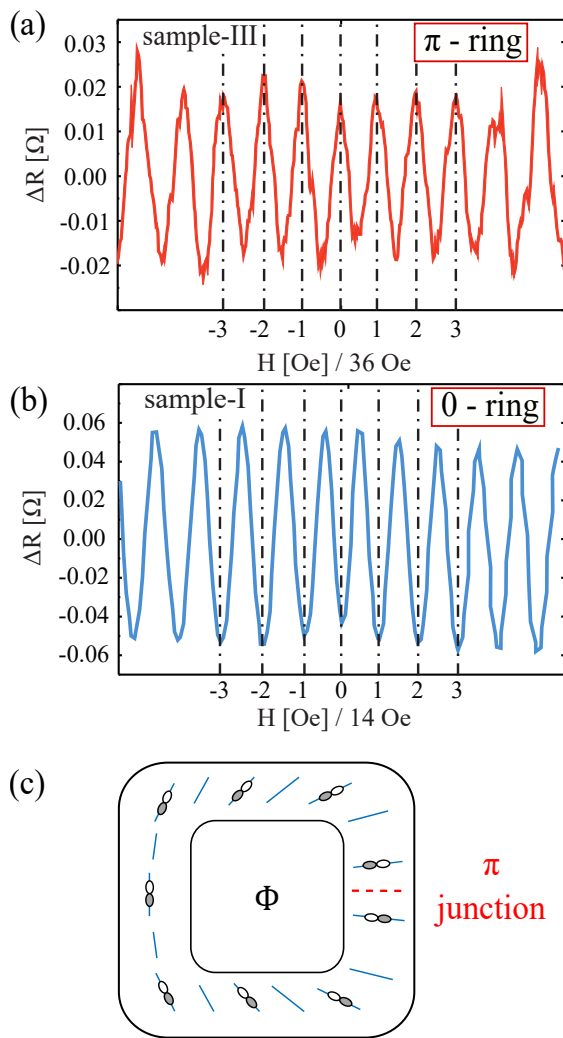 (a)
sample-III
π - ring
0.03
0.02
0.01
0.00
-0.01
-0.02
ΔR [Ω]
-3 -2 -1 0 1 2 3
H [Oe] / 36 Oe
(b)
sample-I
0 - ring
0.06
0.04
0.02
0.00
-0.02
-0.04
-0.06
ΔR [Ω]
-3 -2 -1 0 1 2 3
H [Oe] / 14 Oe
(c)
Φ
π
junction